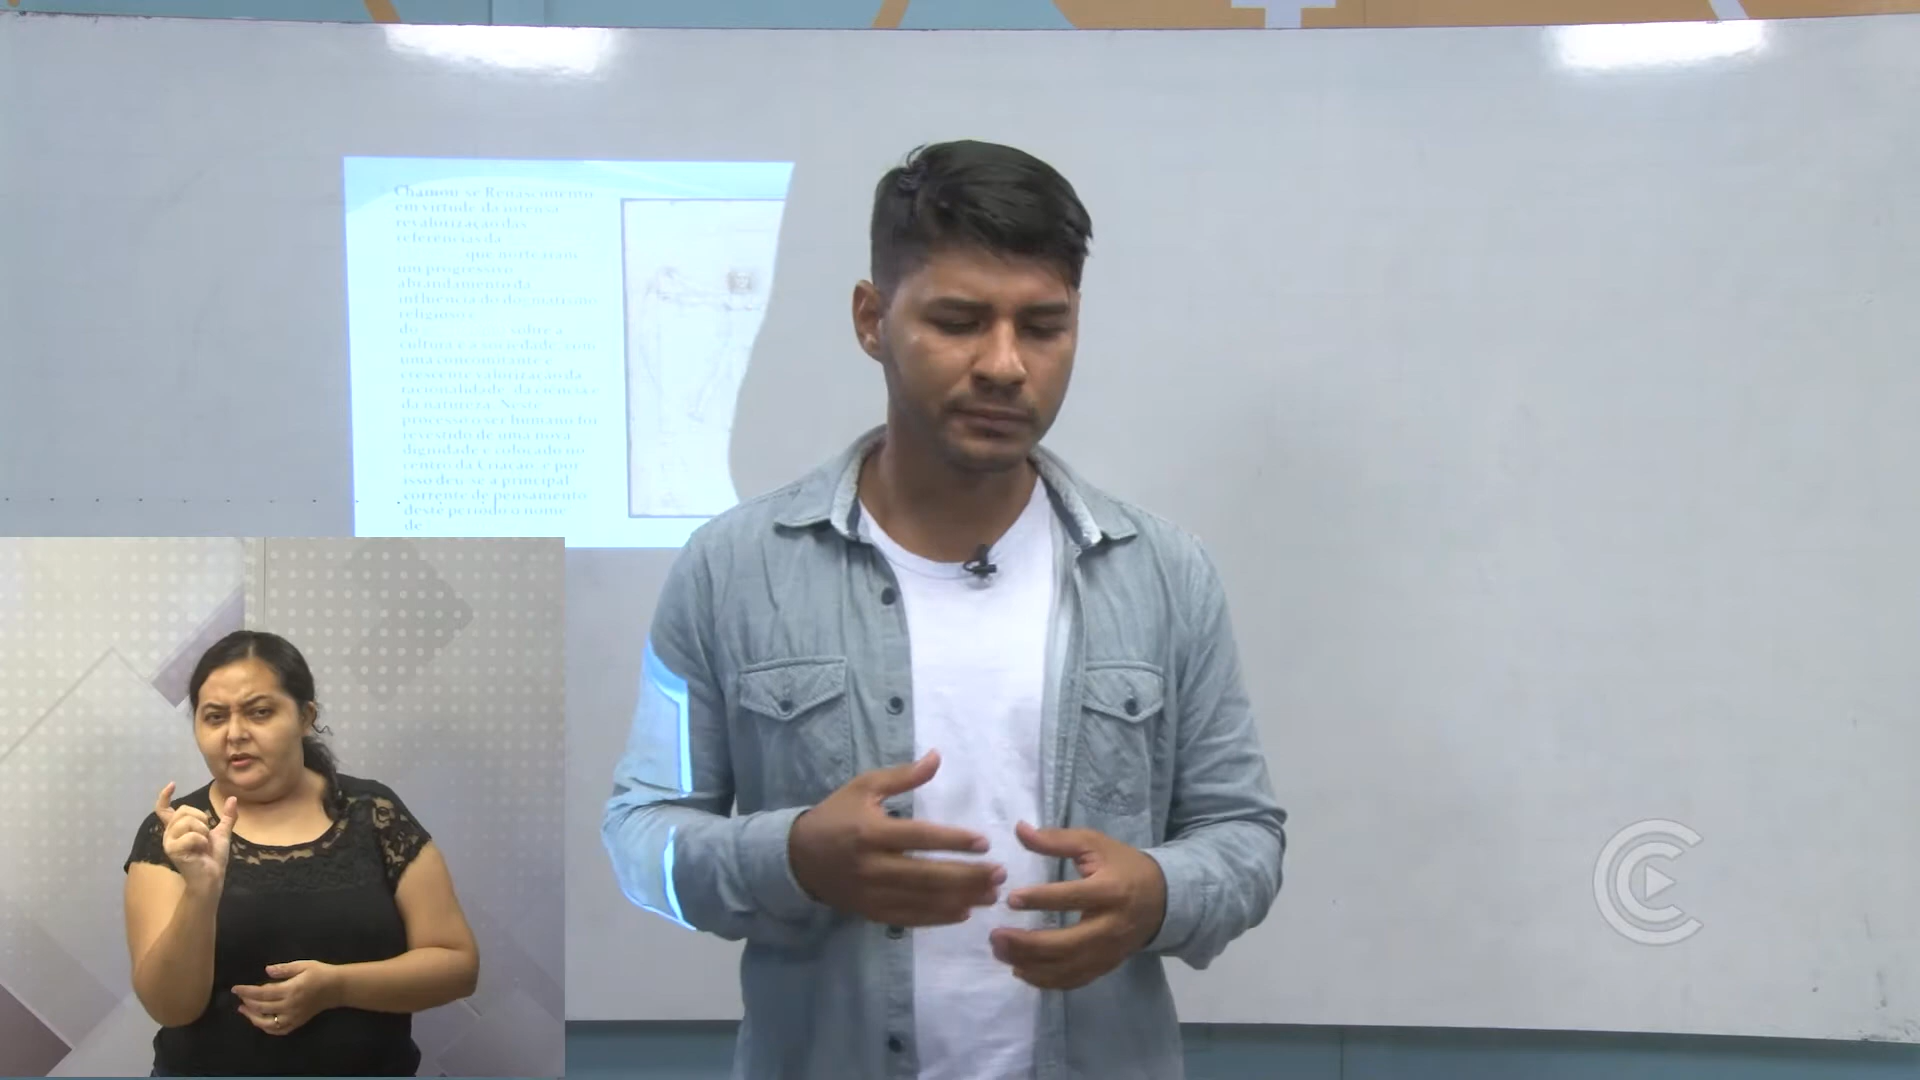 Chamou-se Renascimento
em virtude da intensa
revalorização das
referências da
que nortearam
um progressivo
abrandamento da
influência do dogmatismo
religioso e
do sobre a
cultura e a sociedade, com
uma concomitante e
crescente valorização da
racionalidade, da ciência e
da natureza. Neste
processo o ser humano foi
revestido de uma nova
dignidade e colocado no
centro da Criação, e por
isso deu-se à principal
corrente de pensamento
deste período o nome
de